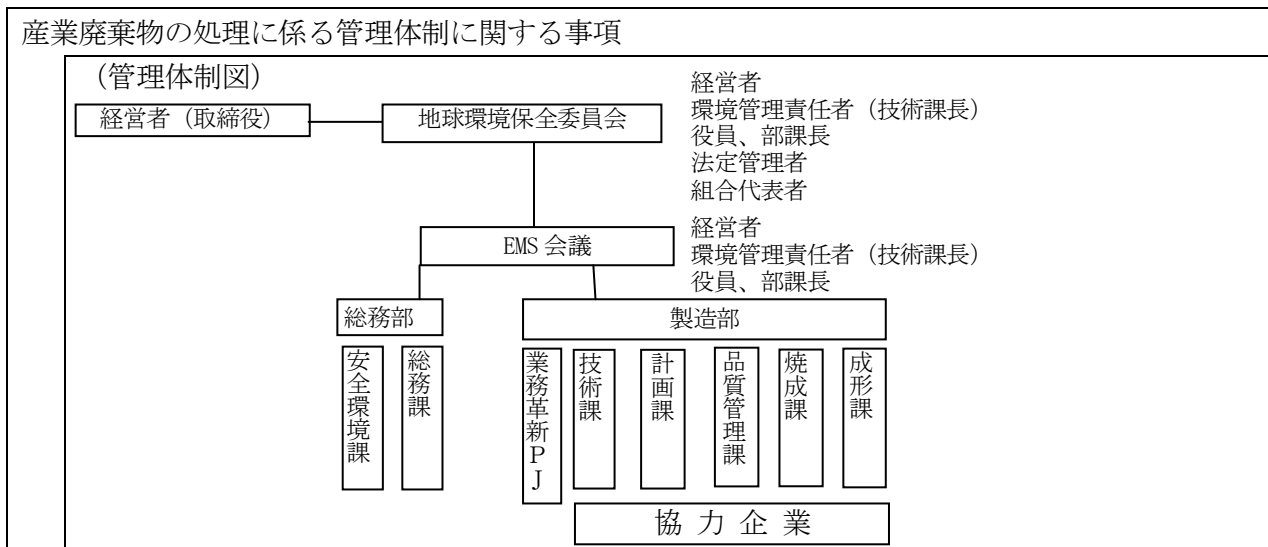 産業廃棄物の処理に係る管理体制に関する事項
（管理体制図）
経営者（取締役）
地球環境保全委員会
経営者
環境管理責任者（技術課長）
役員、部課長
法定管理者
組合代表者
EMS 会議
経営者
環境管理責任者（技術課長）
役員、部課長
総務部
製造部
安全環境課
総務課
業務革新ＰＪ
技術課
計画課
品質管理課
焼成課
成形課
協 力 企 業